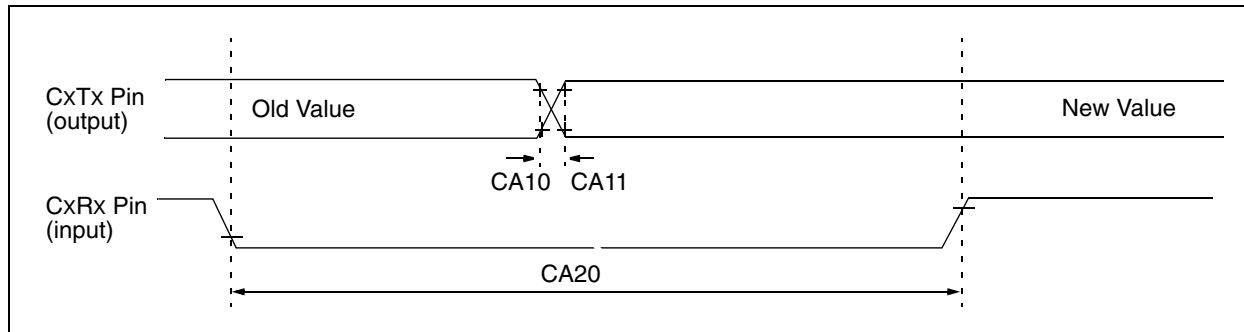 CxTx Pin
(output)
Old Value
New Value
CA10 CA11
CxRx Pin
(input)
CA20